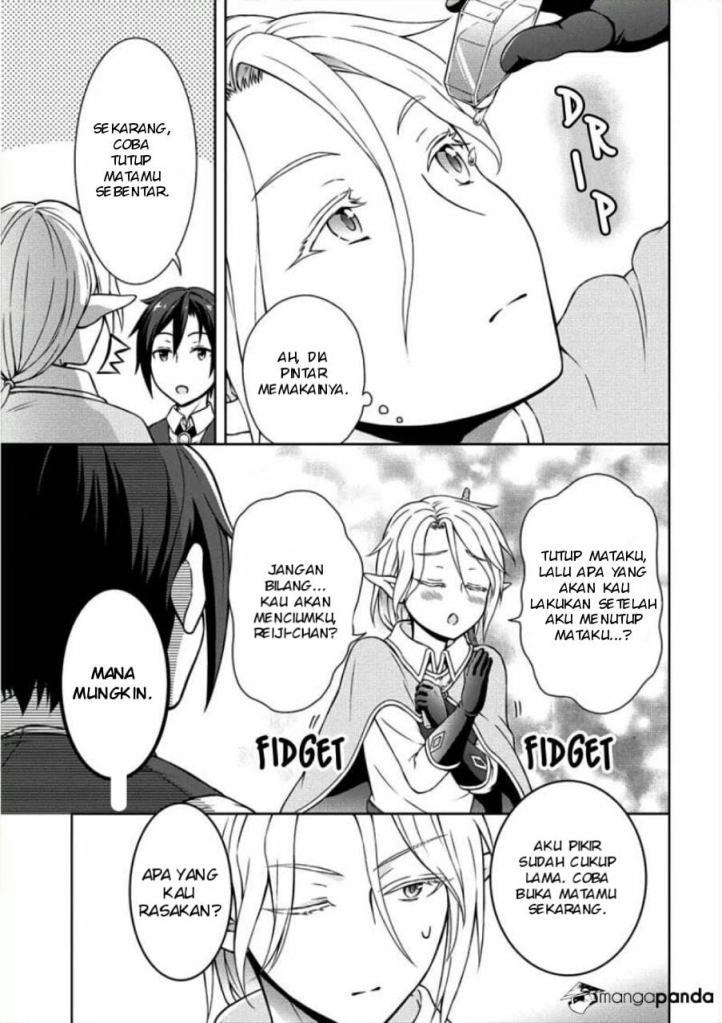 DRIP
AH, DIA
PINTAR
MEMAKAINYA.
SEKARANG,
COBA
TUTUP
MATAMU
SEBENTAR.
TUTUP MATAKU,
LALU APA YANG
AKAN KAU
LAKUKAN SETELAH
AKU MENUTUP
MATAKU...?
JANGAN
BILANG...
KAU AKAN
MENCIUMKU,
REIJI-CHAN?
FIDGET
FIDGET
MANA
MUNGKIN.
AKU PIKIR
SUDAH CUKUP
LAMA. COBA
BUKA MATAMU
SEKARANG.
APA YANG
KAU
RASAKAN?
mangapanda